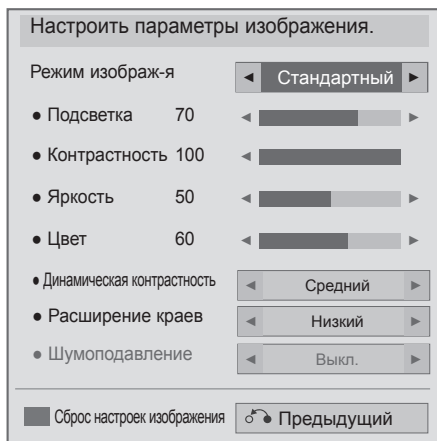 Настроить параметры изображения.
Режим изображ-я ◄ Стандартный ►
● Подсветка 70 ◄ ►
● Контрастность 100 ◄
● Яркость 50 ◄ ►
● Цвет 60 ◄ ►
● Динамическая контрастность ◄ Средний ►
● Расширение краев ◄ Низкий ►
● Шумоподавление ◄ Выкл. ►
Сброс настроек изображения Предыдущий